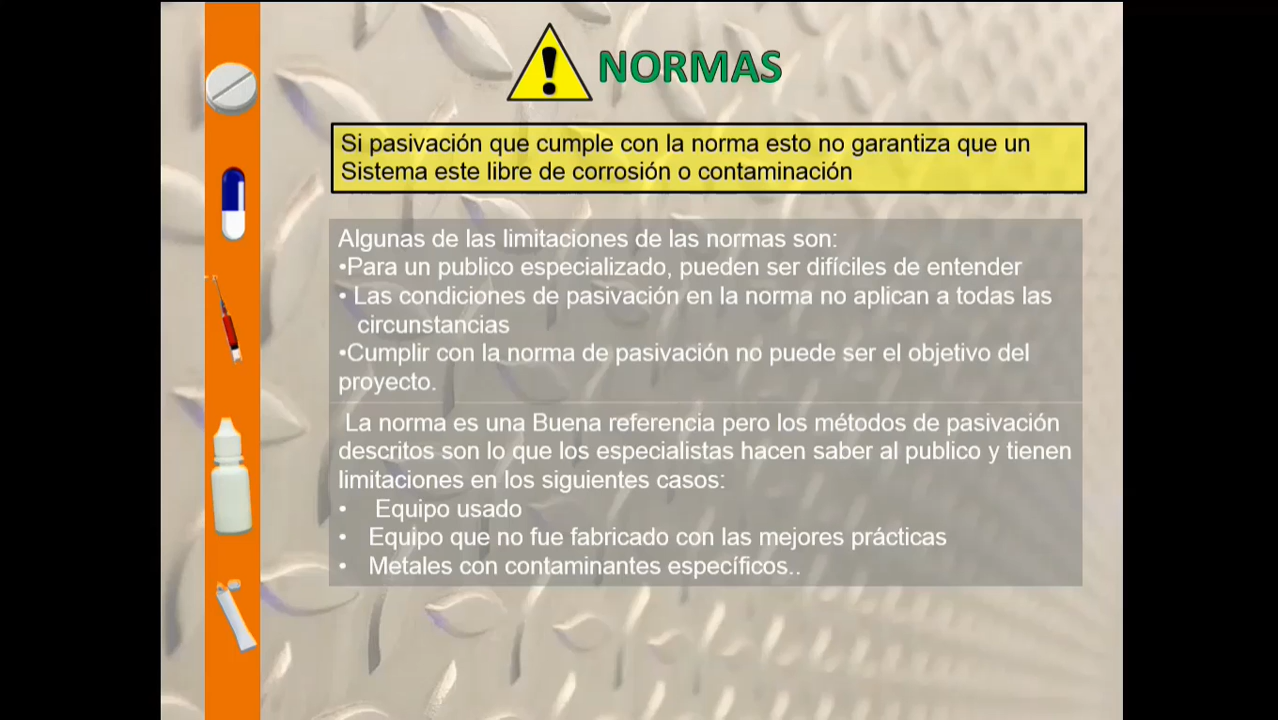 NORMAS
Si pasivación que cumple con la norma esto no garantiza que un
Sistema este libre de corrosión o contaminación
Algunas de las limitaciones de las normas son:
•Para un publico especializado, pueden ser difíciles de entender
• Las condiciones de pasivación en la norma no aplican a todas las
circunstancias
•Cumplir con la norma de pasivación no puede ser el objetivo del
proyecto.
La norma es una Buena referencia pero los métodos de pasivación
descritos son lo que los especialistas hacen saber al publico y tienen
limitaciones en los siguientes casos:
• Equipo usado
• Equipo que no fue fabricado con las mejores prácticas
• Metales con contaminantes específicos..